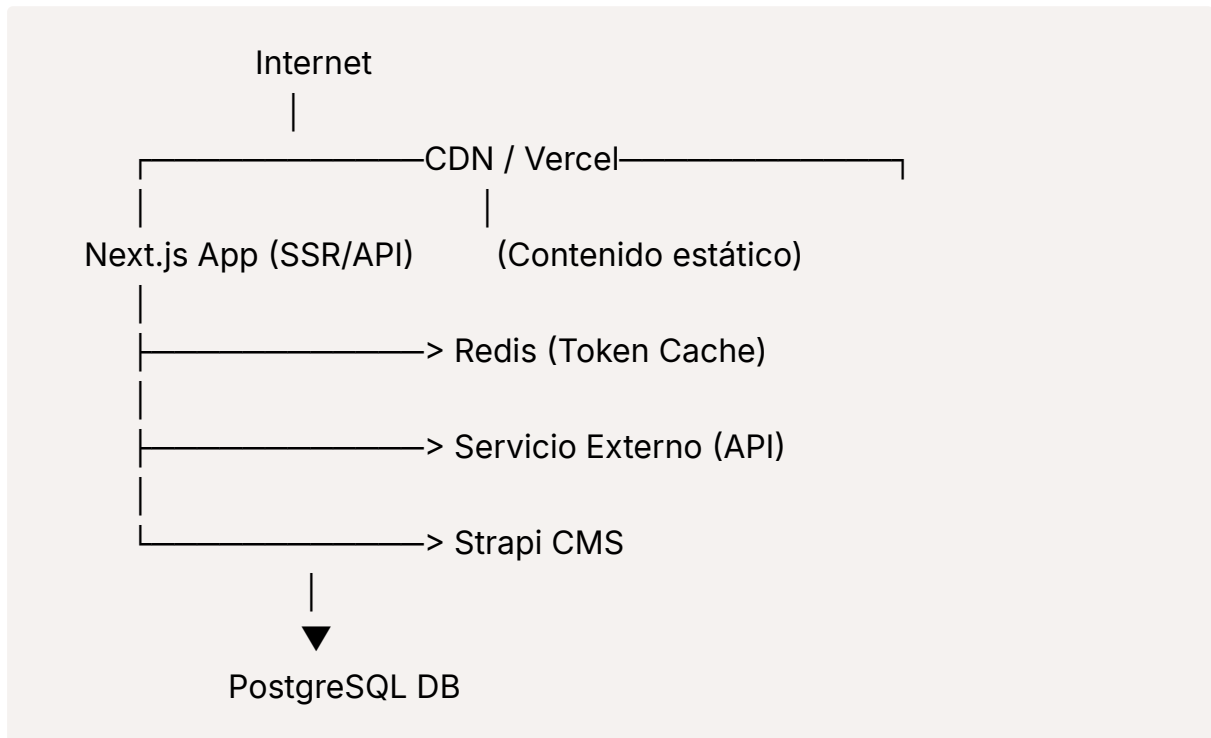 Internet
CDN / Vercel
Next.js App (SSR/API) (Contenido estático)
> Redis (Token Cache)
> Servicio Externo (API)
> Strapi CMS
PostgreSQL DB